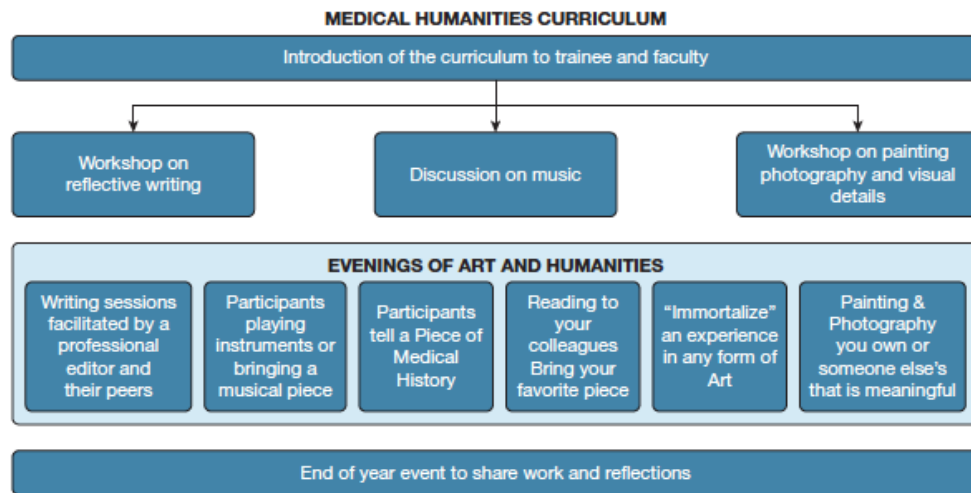 MEDICAL HUMANITIES CURRICULUM
Introduction of the curriculum to trainee and faculty
Workshop on
reflective writing
Discussion on music
Workshop on painting
photography and visual
details
EVENINGS OF ART AND HUMANITIES
Writing sessions
facilitated by a
professional
editor and
their peers
Participants
playing
instruments or
bringing a
musical piece
Participants
tell a Piece of
Medical
History
Reading to
your
colleagues
Bring your
favorite piece
“Immortalize”
an experience
in any form of
Art
Painting &
Photography
you own or
someone else’s
that is meaningful
End of year event to share work and reflections